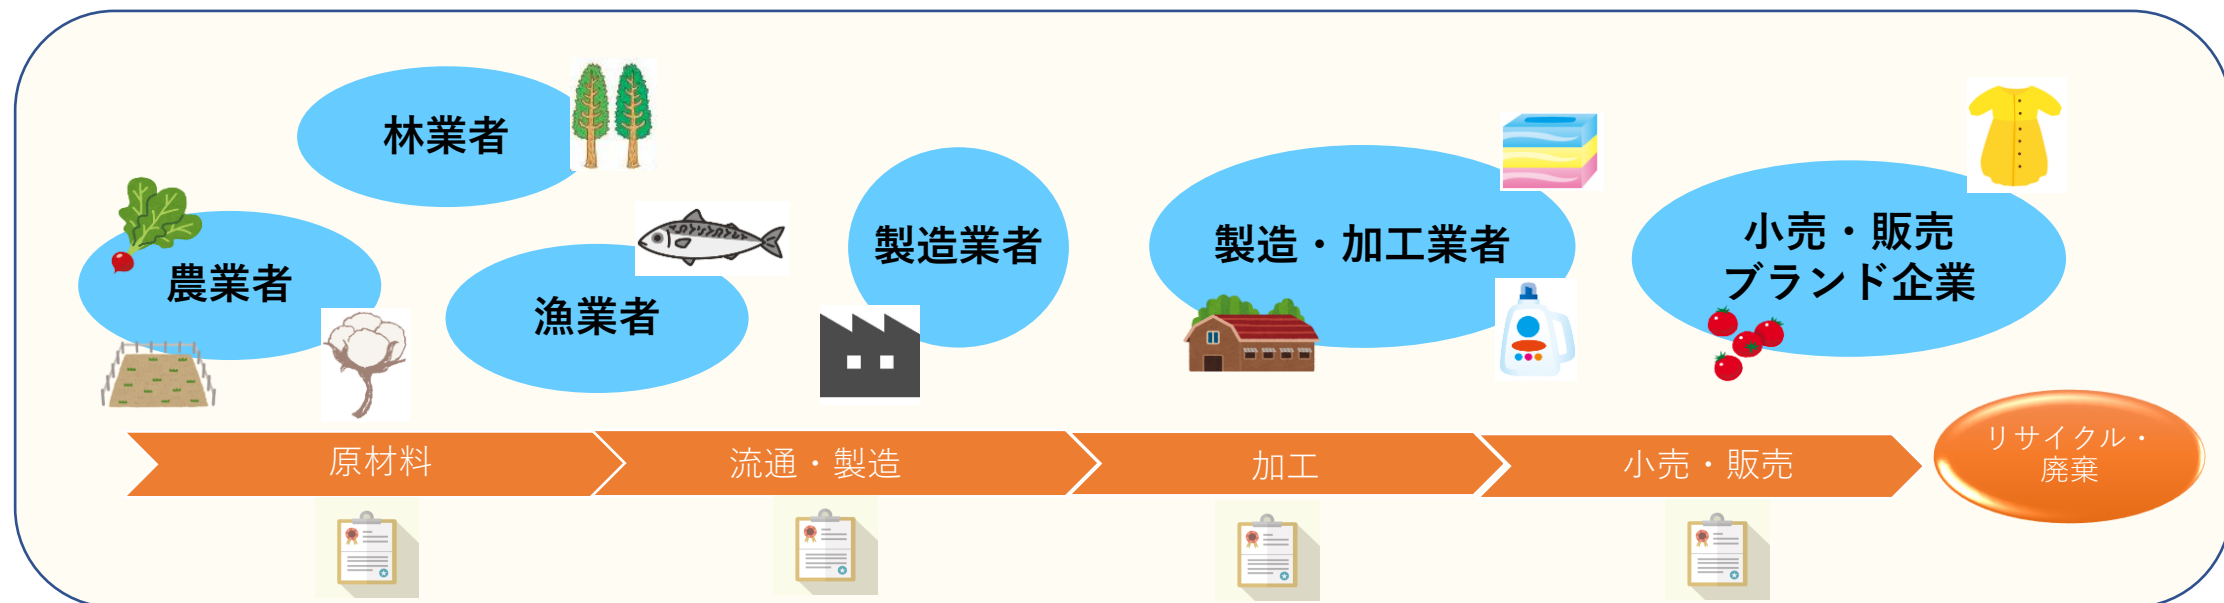 林業者
農業者
漁業者
製造業者
製造・加工業者
小売・販売
ブランド企業
原材料
流通・製造
加工
小売・販売
リサイクル・
廃棄